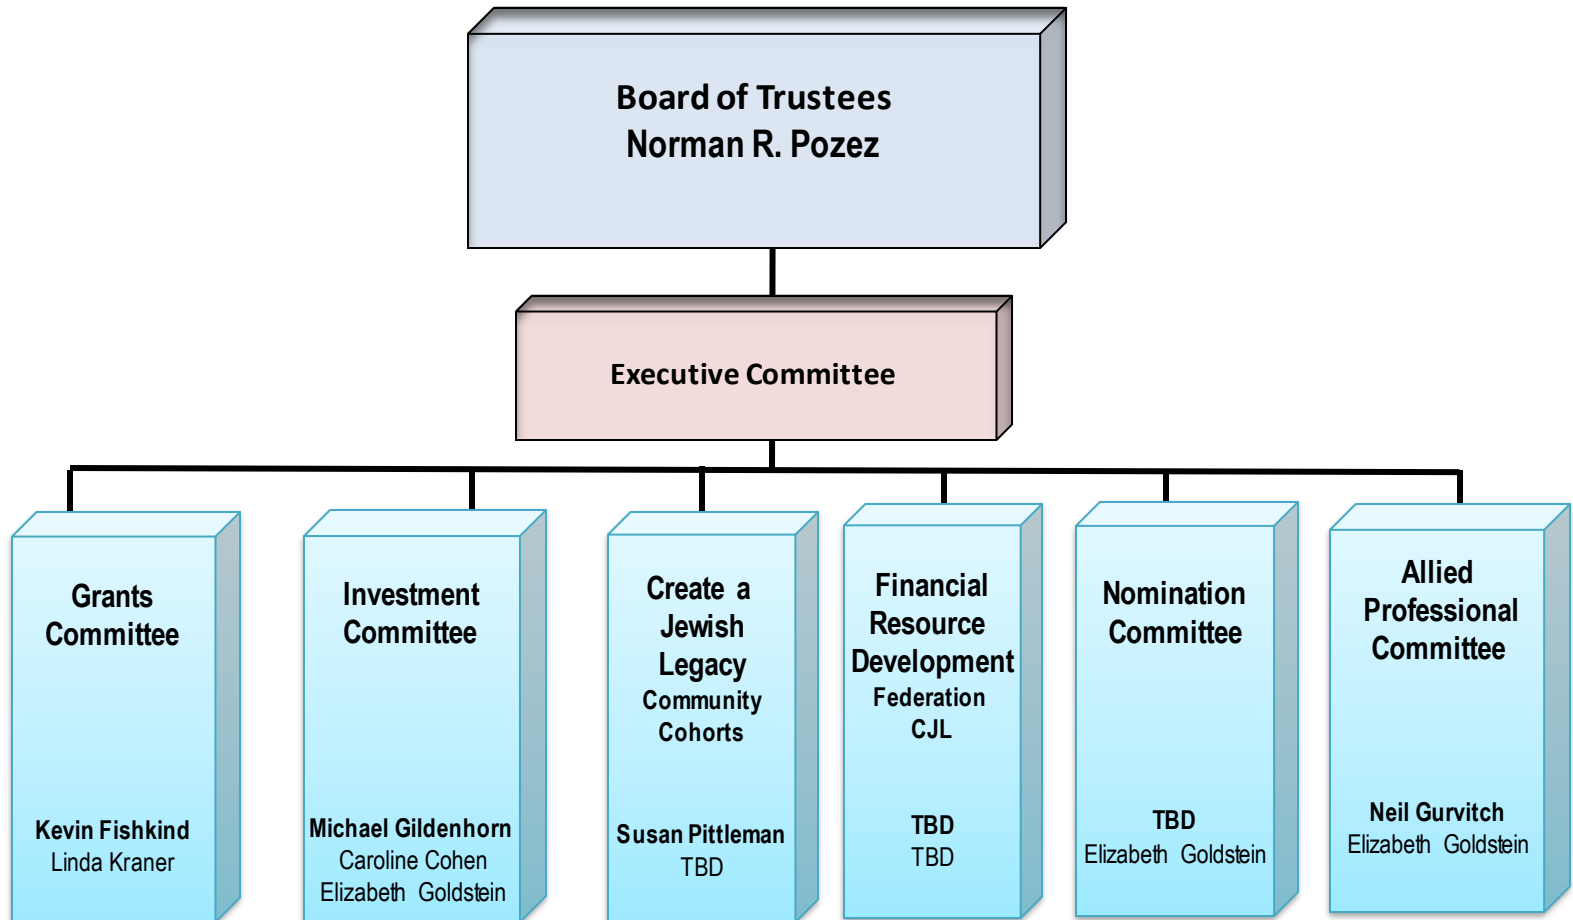 Board of Trustees
Norman R. Pozez
Executive Committee
Grants
Committee
Kevin Fishkind
Linda Kraner
Investment
Committee
Michael Gildenhorn
Caroline Cohen
Elizabeth Goldstein
Create a
Jewish
Legacy
Community
Cohorts
Susan Pittleman
TBD
Financial
Resource
Development
Federation
CJL
TBD
TBD
Nomination
Committee
TBD
Elizabeth Goldstein
Allied
Professional
Committee
Neil Gurvitch
Elizabeth Goldstein